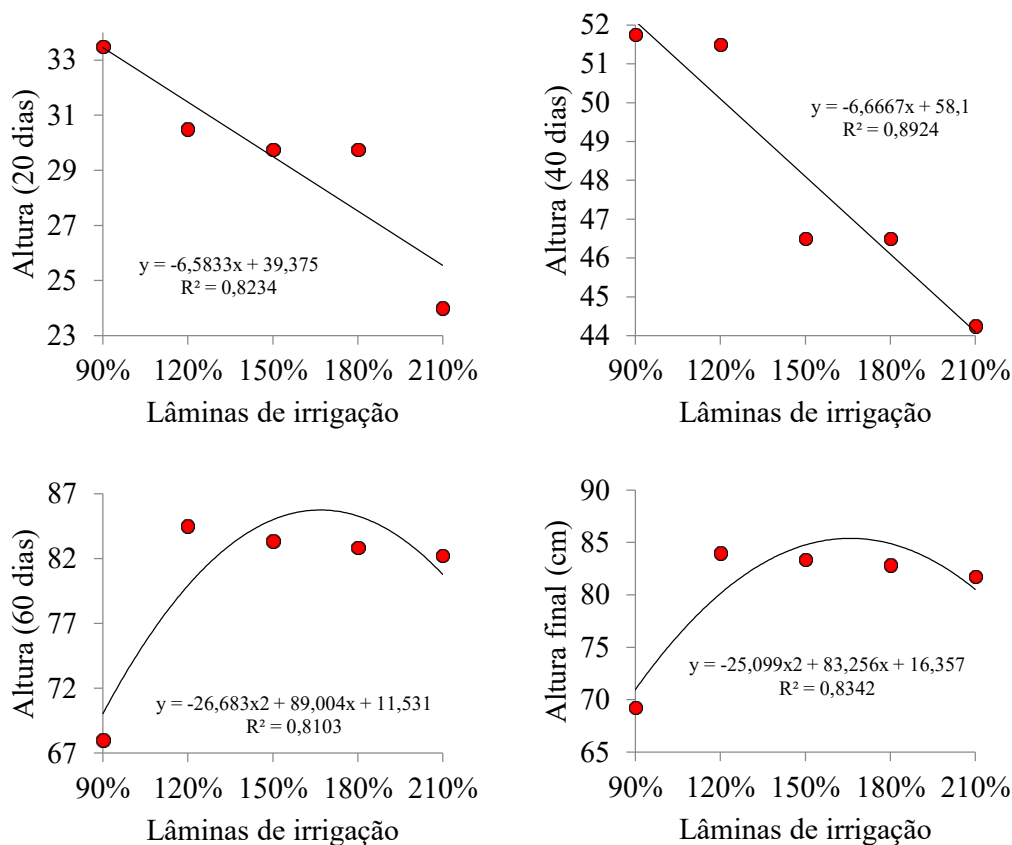 Altura (20 dias)
33
31
29
27
25
23
y = -6,5833x + 39,375
R² = 0,8234
90% 120% 150% 180% 210%
Lâminas de irrigação
Altura (40 dias)
52
51
50
49
48
47
46
45
44
y = -6,6667x + 58,1
R² = 0,8924
90% 120% 150% 180% 210%
Lâminas de irrigação
Altura (60 dias)
87
82
77
72
67
y = -26,683x2 + 89,004x + 11,531
R² = 0,8103
90% 120% 150% 180% 210%
Lâminas de irrigação
Altura final (cm)
90
85
80
75
70
65
y = -25,099x2 + 83,256x + 16,357
R² = 0,8342
90% 120% 150% 180% 210%
Lâminas de irrigação